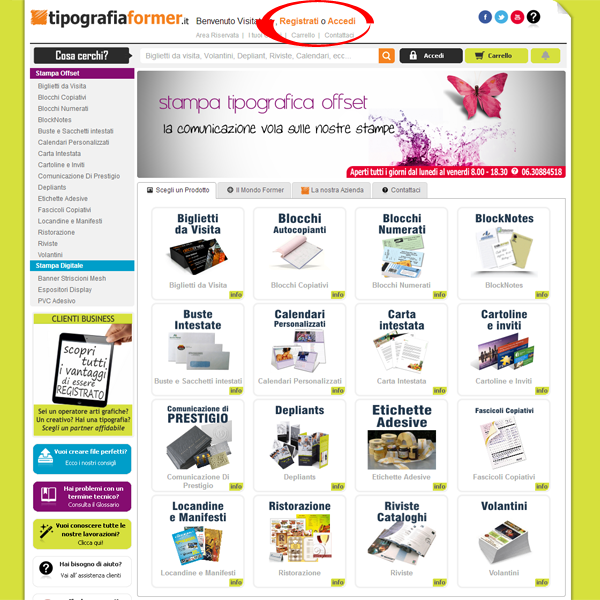 tipografiaformer.it
Benvenuto Visitatore, Registrati o Accedi
Area Riservata | I tuoi | Carrello | Contattaci
Cosa cerchi?
Biglietti da visita, Volantini, Depliant, Riviste, Calendari, ecc...
Accedi
Carrello
Stampa Offset
Biglietti da Visita
Blocchi Copiativi
Blocchi Numerati
BlockNotes
Buste e Sacchetti intestati
Calendari Personalizzati
Carta Intestata
Cartoline e Inviti
Comunicazione Di Prestigio
Depliants
Etichette Adesive
Fascicoli Copiativi
Locandine e Manifesti
Ristorazione
Riviste
Volantini
Stampa Digitale
Banner Striscioni Mesh
Espositori Display
PVC Adesivo
CLIENTI BUSINESS
scopri
tutti
i vantaggi
di essere
REGISTRATO
Sei un operatore arti grafiche?
Un creativo? Hai una tipografia?
Scegli un partner affidabile
Vuoi creare file perfetti?
Ecco i nostri consigli
Hai problemi con un
termine tecnico?
Consulta il Glossario
Vuoi conoscere tutte le
nostre lavorazioni?
Clicca qui!
Hai bisogno di aiuto?
Vai all' assistenza clienti
Conformemente a tutte
stampa tipografica offset
la comunicazione vola sulle nostre stampe
Aperti tutti i giorni dal lunedì al venerdì 8.00 - 18.30 06.30884518
Scegli un Prodotto
Il Mondo Former
La nostra Azienda
Contattaci
Biglietti
da Visita
Biglietti da Visita
info
Blocchi
Autocopianti
Blocchi Copiativi
info
Blocchi
Numerati
Blocchi Numerati
info
BlockNotes
BlockNotes
info
Buste
Intestate
Buste e Sacchetti intestati
info
Calendari
Personalizzati
Calendari Personalizzati
info
Carta
intestata
Carta Intestata
info
Cartoline
e inviti
Cartoline e Inviti
info
Comunicazione di
PRESTIGIO
Comunicazione Di
Prestigio
info
Depliants
Depliants
info
Etichette
Adesive
Etichette Adesive
info
Fascicoli Copiativi
Fascicoli Copiativi
info
Locandine
e Manifesti
Locandine e Manifesti
info
Ristorazione
Ristorazione
info
Riviste
Cataloghi
Riviste
info
Volantini
Volantini
info